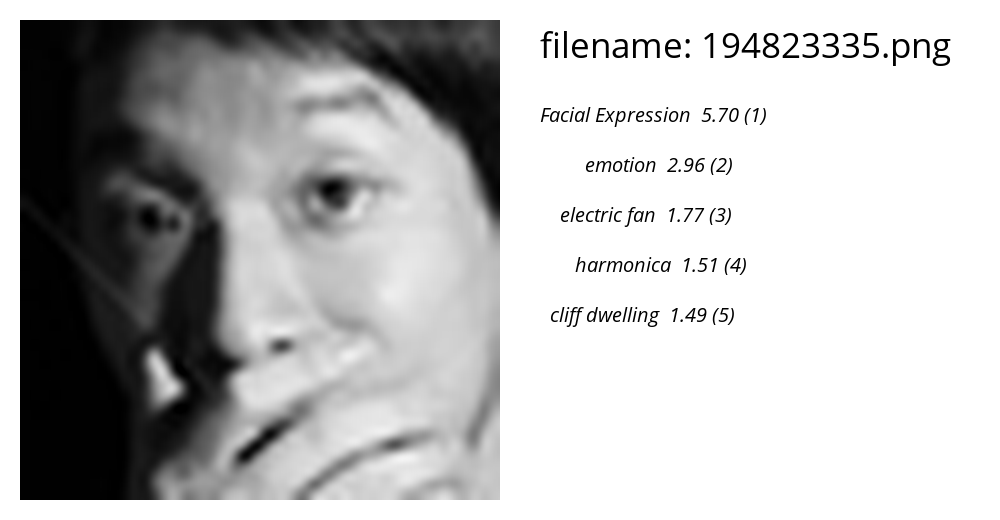 filename: 194823335.png
Facial Expression 5.70 (1)
emotion 2.96 (2)
electric fan 1.77 (3)
harmonica 1.51 (4)
cliff dwelling 1.49 (5)